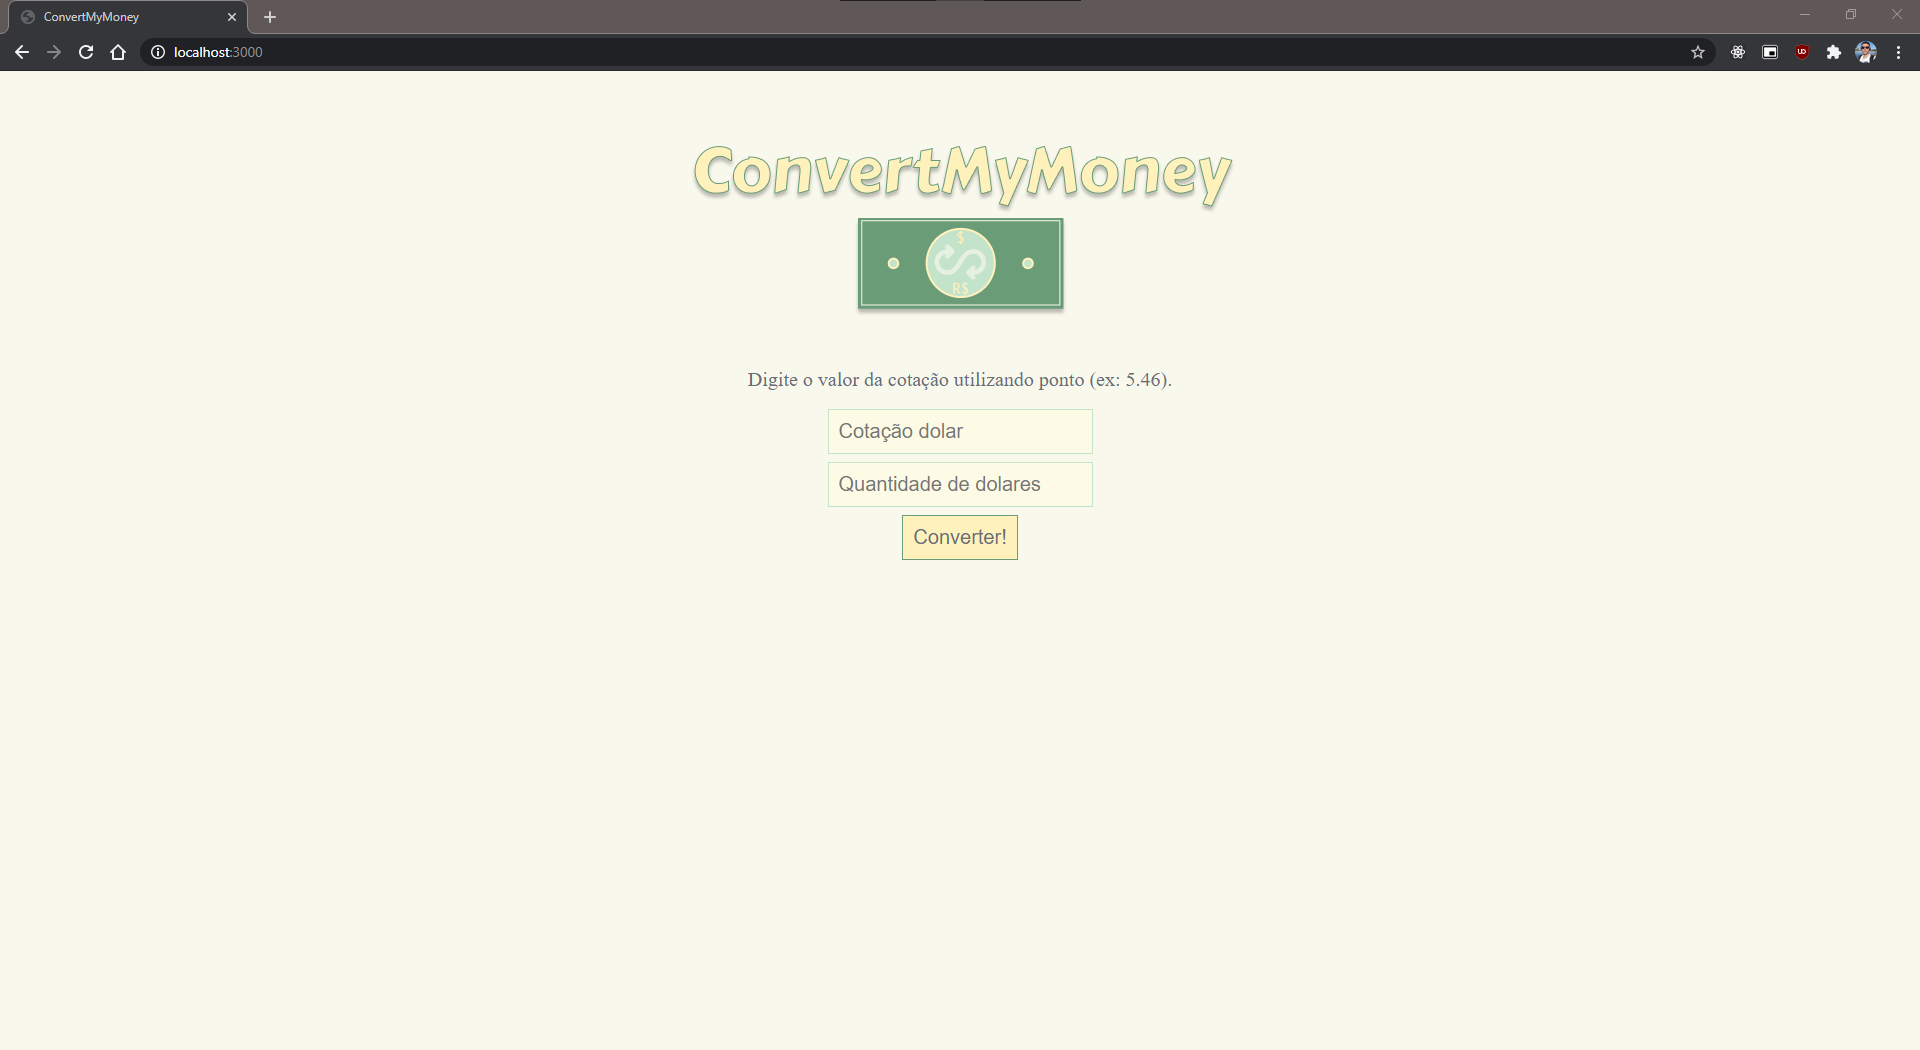 ConvertMyMoney
localhost:3000
ConvertMyMoney
$
R$
Digite o valor da cotação utilizando ponto (ex: 5.46).
Cotação dolar
Quantidade de dolares
Converter!